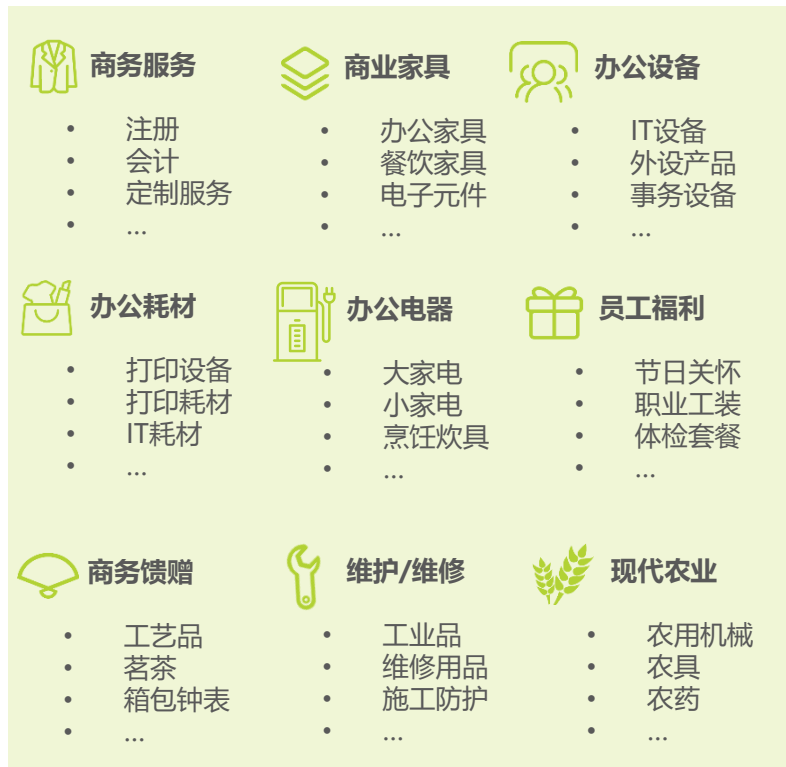 商务服务
• 注册
• 会计
• 定制服务
• ...
商业家具
• 办公家具
• 餐饮家具
• 电子元件
• ...
办公设备
• IT设备
• 外设产品
• 事务设备
• ...
办公耗材
• 打印设备
• 打印耗材
• IT耗材
• ...
办公电器
• 大家电
• 小家电
• 烹饪炊具
• ...
员工福利
• 节日关怀
• 职业工装
• 体检套餐
• ...
商务馈赠
• 工艺品
• 茗茶
• 箱包钟表
• ...
维护/维修
• 工业品
• 维修用品
• 施工防护
• ...
现代农业
• 农用机械
• 农具
• 农药
• ...